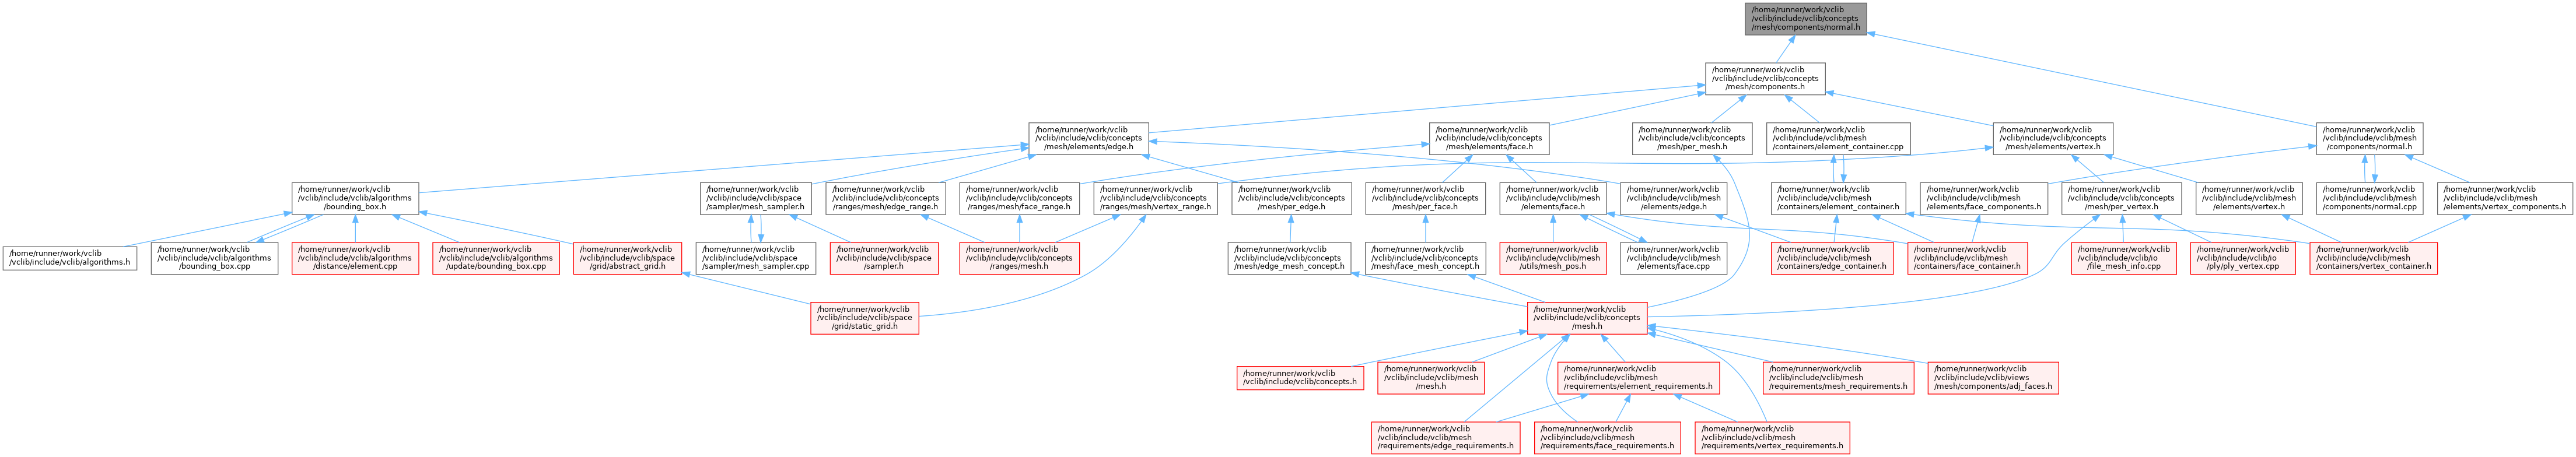 /home/runner/work/vclib
/vclib/include/vclib/concepts
/mesh/components/normal.h
/home/runner/work/vclib
/vclib/include/vclib/concepts
/mesh/components.h
/home/runner/work/vclib
/vclib/include/vclib/concepts
/mesh/elements/edge.h
/home/runner/work/vclib
/vclib/include/vclib/concepts
/mesh/elements/face.h
/home/runner/work/vclib
/vclib/include/vclib/concepts
/mesh/per_mesh.h
/home/runner/work/vclib
/vclib/include/vclib/mesh
/containers/element_container.cpp
/home/runner/work/vclib
/vclib/include/vclib/concepts
/mesh/elements/vertex.h
/home/runner/work/vclib
/vclib/include/vclib/mesh
/components/normal.h
/home/runner/work/vclib
/vclib/include/vclib/algorithms
/bounding_box.h
/home/runner/work/vclib
/vclib/include/vclib/space
/sampler/mesh_sampler.h
/home/runner/work/vclib
/vclib/include/vclib/concepts
/ranges/mesh/edge_range.h
/home/runner/work/vclib
/vclib/include/vclib/concepts
/ranges/mesh/face_range.h
/home/runner/work/vclib
/vclib/include/vclib/concepts
/ranges/mesh/vertex_range.h
/home/runner/work/vclib
/vclib/include/vclib/concepts
/mesh/per_edge.h
/home/runner/work/vclib
/vclib/include/vclib/concepts
/mesh/per_face.h
/home/runner/work/vclib
/vclib/include/vclib/mesh
/elements/face.h
/home/runner/work/vclib
/vclib/include/vclib/mesh
/elements/edge.h
/home/runner/work/vclib
/vclib/include/vclib/mesh
/containers/element_container.h
/home/runner/work/vclib
/vclib/include/vclib/mesh
/elements/face_components.h
/home/runner/work/vclib
/vclib/include/vclib/concepts
/mesh/per_vertex.h
/home/runner/work/vclib
/vclib/include/vclib/mesh
/elements/vertex.h
/home/runner/work/vclib
/vclib/include/vclib/mesh
/components/normal.cpp
/home/runner/work/vclib
/vclib/include/vclib/mesh
/elements/vertex_components.h
/home/runner/work/vclib
/vclib/include/vclib/algorithms.h
/home/runner/work/vclib
/vclib/include/vclib/algorithms
/bounding_box.cpp
/home/runner/work/vclib
/vclib/include/vclib/algorithms
/distance/element.cpp
/home/runner/work/vclib
/vclib/include/vclib/algorithms
/update/bounding_box.cpp
/home/runner/work/vclib
/vclib/include/vclib/space
/grid/abstract_grid.h
/home/runner/work/vclib
/vclib/include/vclib/space
/sampler/mesh_sampler.cpp
/home/runner/work/vclib
/vclib/include/vclib/space
/sampler.h
/home/runner/work/vclib
/vclib/include/vclib/concepts
/ranges/mesh.h
/home/runner/work/vclib
/vclib/include/vclib/concepts
/mesh/edge_mesh_concept.h
/home/runner/work/vclib
/vclib/include/vclib/concepts
/mesh/face_mesh_concept.h
/home/runner/work/vclib
/vclib/include/vclib/mesh
/utils/mesh_pos.h
/home/runner/work/vclib
/vclib/include/vclib/mesh
/elements/face.cpp
/home/runner/work/vclib
/vclib/include/vclib/mesh
/containers/edge_container.h
/home/runner/work/vclib
/vclib/include/vclib/mesh
/containers/face_container.h
/home/runner/work/vclib
/vclib/include/vclib/io
/file_mesh_info.cpp
/home/runner/work/vclib
/vclib/include/vclib/io
/ply/ply_vertex.cpp
/home/runner/work/vclib
/vclib/include/vclib/mesh
/containers/vertex_container.h
/home/runner/work/vclib
/vclib/include/vclib/space
/grid/static_grid.h
/home/runner/work/vclib
/vclib/include/vclib/concepts
/mesh.h
/home/runner/work/vclib
/vclib/include/vclib/concepts.h
/home/runner/work/vclib
/vclib/include/vclib/mesh
/mesh.h
/home/runner/work/vclib
/vclib/include/vclib/mesh
/requirements/element_requirements.h
/home/runner/work/vclib
/vclib/include/vclib/mesh
/requirements/mesh_requirements.h
/home/runner/work/vclib
/vclib/include/vclib/views
/mesh/components/adj_faces.h
/home/runner/work/vclib
/vclib/include/vclib/mesh
/requirements/edge_requirements.h
/home/runner/work/vclib
/vclib/include/vclib/mesh
/requirements/face_requirements.h
/home/runner/work/vclib
/vclib/include/vclib/mesh
/requirements/vertex_requirements.h